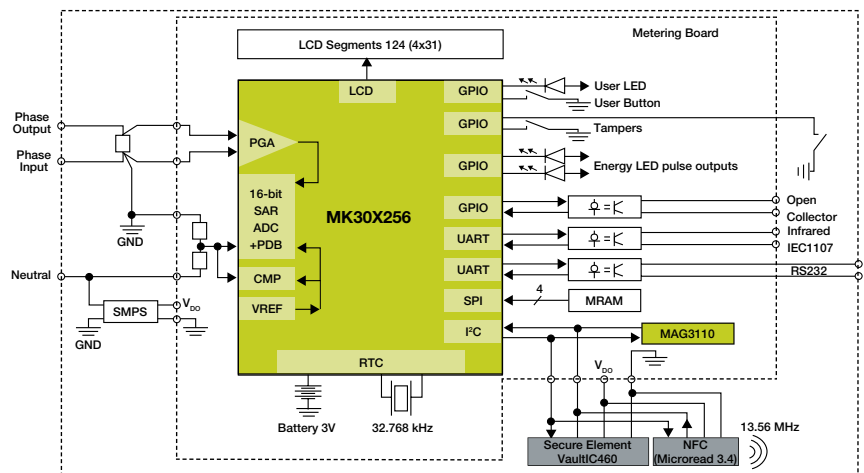 Metering Board
LCD Segments 124 (4x31)
LCD
GPIO
User LED
User Button
GPIO
Tampers
Phase
Output
Phase
Input
PGA
GPIO
Energy LED pulse outputs
16-bit
SAR
ADC
+PDB
MK30X256
GPIO
Open
Collector
UART
Infrared
IEC1107
GND
Neutral
CMP
UART
RS232
VREF
SPI
4
MRAM
SMPS
VDO
GND
I²C
MAG3110
RTC
VDO
Battery 3V
32.768 kHz
13.56 MHz
Secure Element
VaultIC460
NFC
(Microread 3.4)